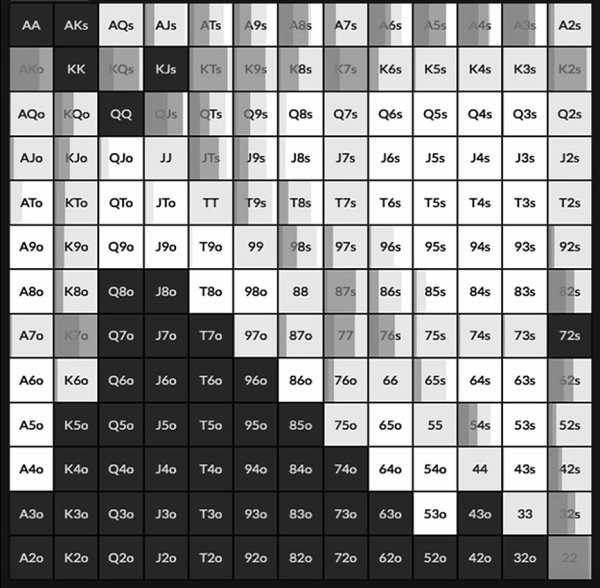 AA AKs AQs AJs ATs A9s A8s A7s A6s A5s A4s A3s A2s
AKo KK KQs KJs KTs K9s K8s K7s K6s K5s K4s K3s K2s
AQo KQo QQ QJs QTs Q9s Q8s Q7s Q6s Q5s Q4s Q3s Q2s
AJo KJo QJo JJ JTs J9s J8s J7s J6s J5s J4s J3s J2s
ATo KTo QTo JTo TT T9s T8s T7s T6s T5s T4s T3s T2s
A9o K9o Q9o J9o T9o 99 98s 97s 96s 95s 94s 93s 92s
A8o K8o Q8o J8o T8o 98o 88 87s 86s 85s 84s 83s 82s
A7o K7o Q7o J7o T7o 97o 87o 77 76s 75s 74s 73s 72s
A6o K6o Q6o J6o T6o 96o 86o 76o 66 65s 64s 63s 62s
A5o K5o Q5o J5o T5o 95o 85o 75o 65o 55 54s 53s 52s
A4o K4o Q4o J4o T4o 94o 84o 74o 64o 54o 44 43s 42s
A3o K3o Q3o J3o T3o 93o 83o 73o 63o 53o 43o 33 32s
A2o K2o Q2o J2o T2o 92o 82o 72o 62o 52o 42o 32o 22